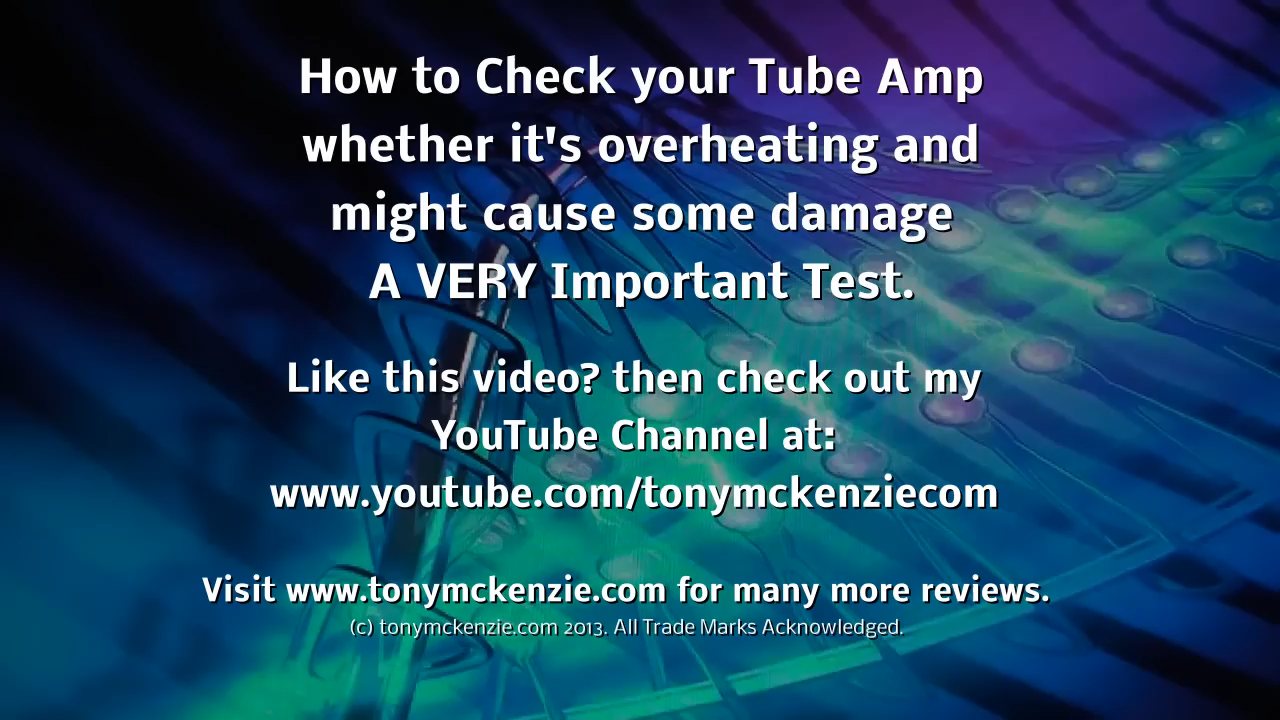 How to Check your Tube Amp
whether it's overheating and
might cause some damage
A VERY Important Test.
Like this video? then check out my
YouTube Channel at:
www.youtube.com/tonymckenziecom
Visit www.tonymckenzie.com for many more reviews.
(c) tonymckenzie.com 2013. All Trade Marks Acknowledged.